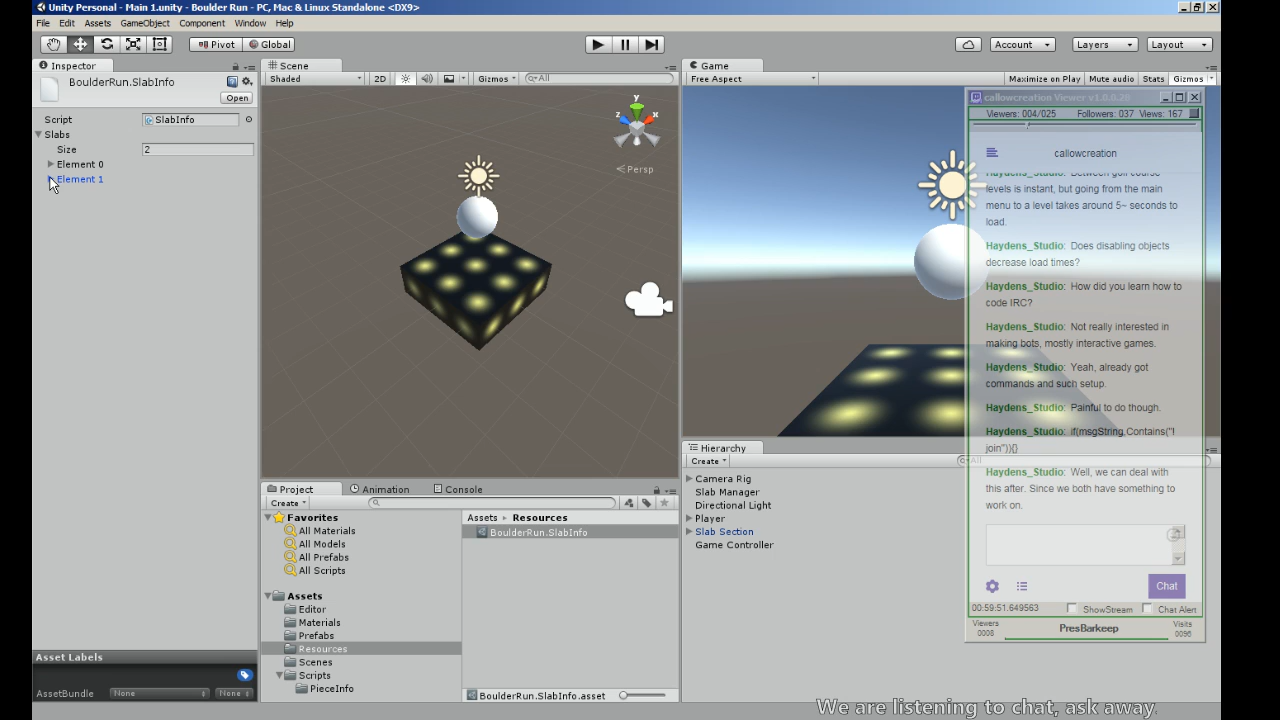 Unity Personal - Main 1.unity - Boulder Run - PC, Mac & Linux Standalone <DX9>
File Edit Assets GameObject Component Window Help
Pivot Global Account Layers Layout
Inspector
BoulderRun.SlabInfo
Open
Script SlabInfo
Slabs
Size 2
Element 0
Element 1
Asset Labels
AssetBundle None None
Scene
Shaded 2D Gizmos All
y
z x
Persp
Game
Free Aspect Maximize on Play Mute audio Stats Gizmos
Project Animation Console
Create
Favorites
All Materials
All Models
All Prefabs
All Scripts
Assets
Editor
Materials
Prefabs
Resources
Scenes
Scripts
PieceInfo
Assets Resources
BoulderRun.SlabInfo
BoulderRun.SlabInfo.asset
Hierarchy
Create All
Camera Rig
Slab Manager
Directional Light
Player
Slab Section
Game Controller
callowcreation Viewer
Viewers: 004/025 Followers: 037 Views: 167
callowcreation
Haydens_Studio: Between golf course
levels is instant, but going from the main
menu to a level takes around 5~ seconds to
load.
Haydens_Studio: Does disabling objects
decrease load times?
Haydens_Studio: How did you learn how to
code IRC?
Haydens_Studio: Not really interested in
making bots, mostly interactive games.
Haydens_Studio: Yeah, already got
commands and such setup.
Haydens_Studio: Painful to do though.
Haydens_Studio: if(msgString.Contains("!
join")){}
Haydens_Studio: Well, we can deal with
this after. Since we both have something to
work on.
Chat
00:59:51.649563 ShowStream Chat Alert
Viewers PresBarkeep Visits
0008 0096
We are listening to chat, ask away.